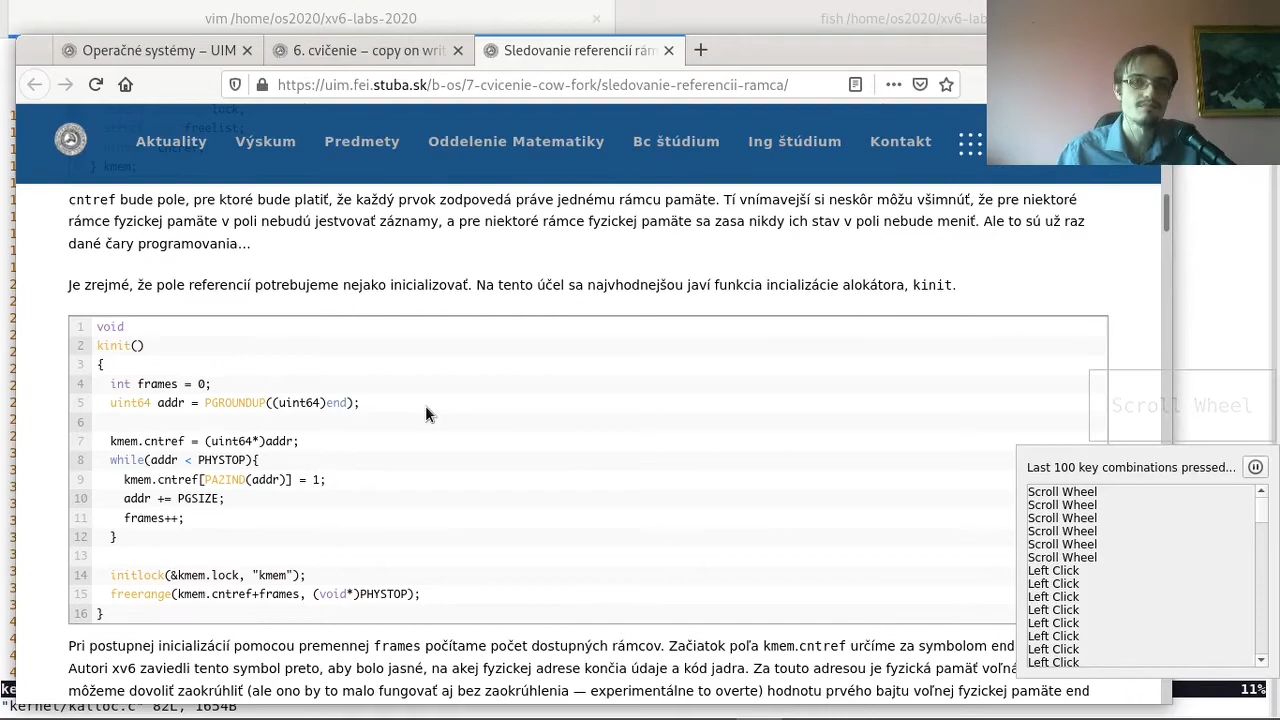 vim /home/os2020/xv6-labs-2020
fish /home/os2020/xv6-lab
Operačné systémy – UIM
6. cvičenie – copy on writ
Sledovanie referencií rám
https://uim.fei.stuba.sk/b-os/7-cvicenie-cow-fork/sledovanie-referencii-ramca/
Aktuality
Výskum
Predmety
Oddelenie Matematiky
Bc štúdium
Ing štúdium
Kontakt
} kmem;
cntref bude pole, pre ktoré bude platiť, že každý prvok zodpovedá práve jednému rámcu pamäte. Tí vnímavejší si neskôr môžu všimnúť, že pre niektoré
rámce fyzickej pamäte v poli nebudú jestvovať záznamy, a pre niektoré rámce fyzickej pamäte sa zasa nikdy ich stav v poli nebude meniť. Ale to sú už raz
dané čary programovania…
Je zrejmé, že pole referencií potrebujeme nejako inicializovať. Na tento účel sa najvhodnejšou javí funkcia incializácie alokátora, kinit.
1 void
2 kinit()
3 {
4 int frames = 0;
5 uint64 addr = PGROUNDUP((uint64)end);
6
7 kmem.cntref = (uint64*)addr;
8 while(addr < PHYSTOP){
9 kmem.cntref[PAZIND(addr)] = 1;
10 addr += PGSIZE;
11 frames++;
12 }
13
14 initlock(&kmem.lock, "kmem");
15 freerange(kmem.cntref+frames, (void*)PHYSTOP);
16 }
Pri postupnej inicializácií pomocou premennej frames počítame počet dostupných rámcov. Začiatok poľa kmem.cntref určíme za symbolom end
Autori xv6 zaviedli tento symbol preto, aby bolo jasné, na akej fyzickej adrese končia údaje a kód jadra. Za touto adresou je fyzická pamäť voľná
môžeme dovoliť zaokrúhliť (ale ono by to malo fungovať aj bez zaokrúhlenia — experimentálne to overte) hodnotu prvého bajtu voľnej fyzickej pamäte end
Scroll Wheel
Last 100 key combinations pressed...
Scroll Wheel
Scroll Wheel
Scroll Wheel
Scroll Wheel
Scroll Wheel
Scroll Wheel
Left Click
Left Click
Left Click
Left Click
Left Click
Left Click
Left Click
Left Click
11%
"kernel/kalloc.c" 82L, 1654B